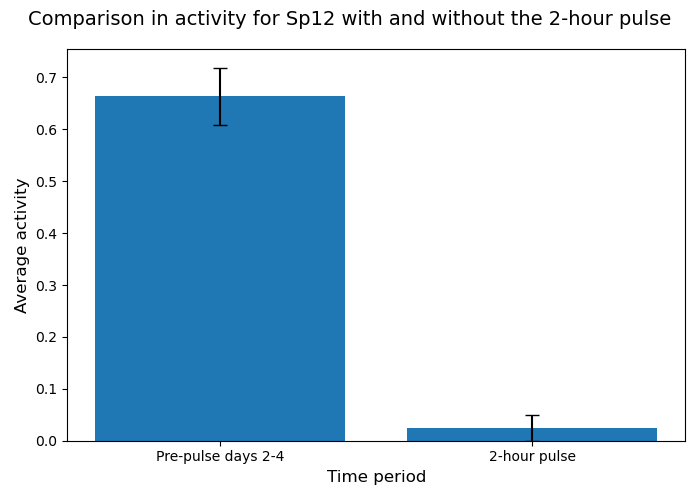 Comparison in activity for Sp12 with and without the 2-hour pulse
Average activity
0.7
0.6
0.5
0.4
0.3
0.2
0.1
0.0
Pre-pulse days 2-4
2-hour pulse
Time period